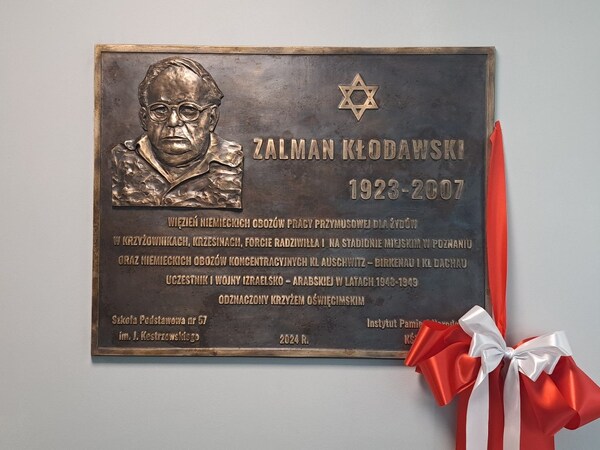 ZALMAN KŁODAWSKI
1923-2007
WIĘZIEŃ NIEMIECKICH OBOZÓW PRACY PRZYMUSOWEJ DLA ŻYDÓW
W KRZYŻOWNIKACH, KRZESINACH, FORCIE RADZIWIŁŁA I NA STADIONIE MIEJSKIM W POZNANIU
ORAZ NIEMIECKICH OBOZÓW KONCENTRACYJNYCH KL AUSCHWITZ – BIRKENAU I KL DACHAU
UCZESTNIK I WOJNY IZRAELSKO – ARABSKIEJ W LATACH 1948-1949
ODZNACZONY KRZYŻEM OŚWIĘCIMSKIM
Szkoła Podstawowa nr 57
im. J. Kostrzewskiego
2024 R.
Instytut Pamięci